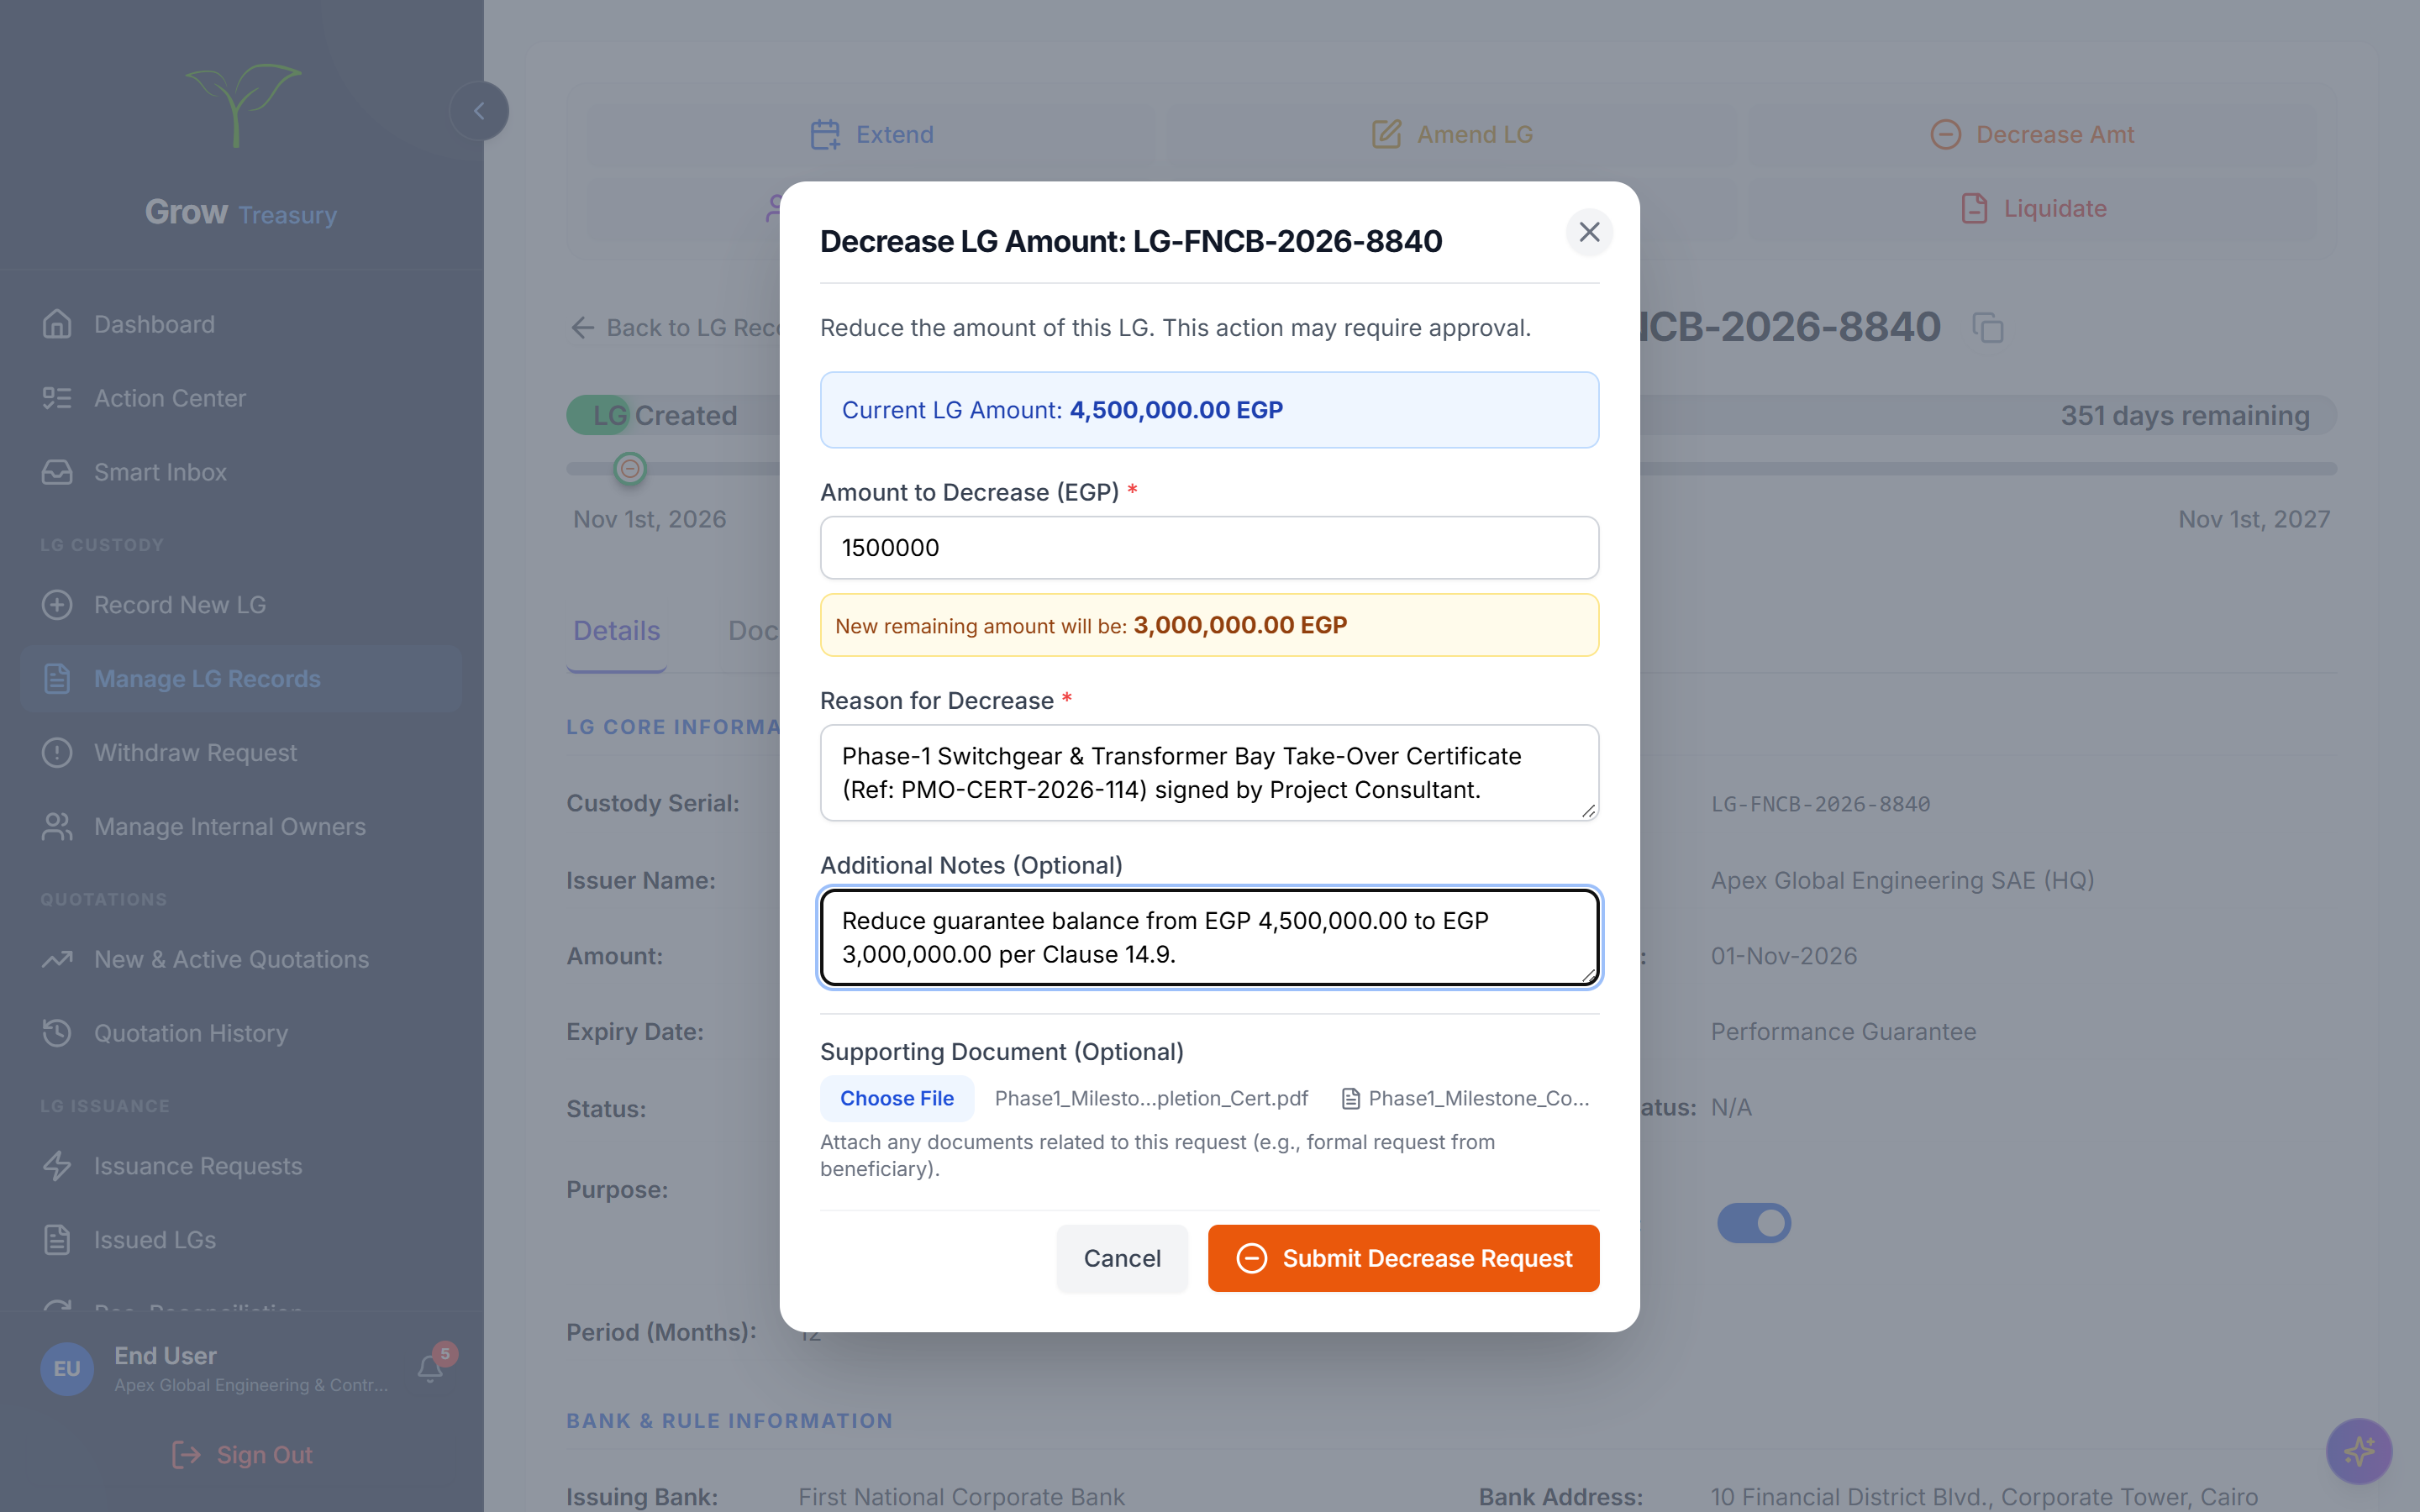 Grow Treasury
Dashboard
Action Center
Smart Inbox
LG CUSTODY
Record New LG
Manage LG Records
Withdraw Request
Manage Internal Owners
QUOTATIONS
New & Active Quotations
Quotation History
LG ISSUANCE
Issuance Requests
Issued LGs
EU
End User
Apex Global Engineering & Contr...
5
Sign Out
Extend
Amend LG
Decrease Amt
Liquidate
Back to LG Reco
NCB-2026-8840
LG Created
351 days remaining
Nov 1st, 2026
Nov 1st, 2027
Details
Doc
LG CORE INFORMA
Custody Serial:
LG-FNCB-2026-8840
Issuer Name:
Apex Global Engineering SAE (HQ)
Amount:
01-Nov-2026
Expiry Date:
Performance Guarantee
Status:
atus: N/A
Purpose:
Period (Months): 12
BANK & RULE INFORMATION
Issuing Bank: First National Corporate Bank
Bank Address: 10 Financial District Blvd., Corporate Tower, Cairo
Decrease LG Amount: LG-FNCB-2026-8840
Reduce the amount of this LG. This action may require approval.
Current LG Amount: 4,500,000.00 EGP
Amount to Decrease (EGP) *
1500000
New remaining amount will be: 3,000,000.00 EGP
Reason for Decrease *
Phase-1 Switchgear & Transformer Bay Take-Over Certificate
(Ref: PMO-CERT-2026-114) signed by Project Consultant.
Additional Notes (Optional)
Reduce guarantee balance from EGP 4,500,000.00 to EGP
3,000,000.00 per Clause 14.9.
Supporting Document (Optional)
Choose File Phase1_Milesto...pletion_Cert.pdf Phase1_Milestone_Co...
Attach any documents related to this request (e.g., formal request from
beneficiary).
Cancel
Submit Decrease Request